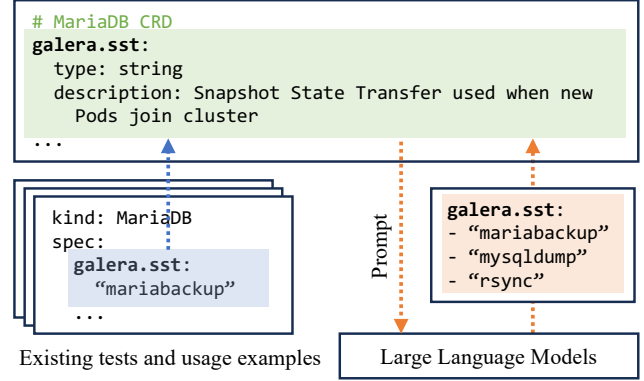 # MariaDB CRD
galera.sst:
type: string
description: Snapshot State Transfer used when new
Pods join cluster
...
kind: MariaDB
spec:
galera.sst:
“mariabackup”
...
Existing tests and usage examples
Prompt
galera.sst:
- “mariabackup”
- “mysqldump”
- “rsync”
Large Language Models